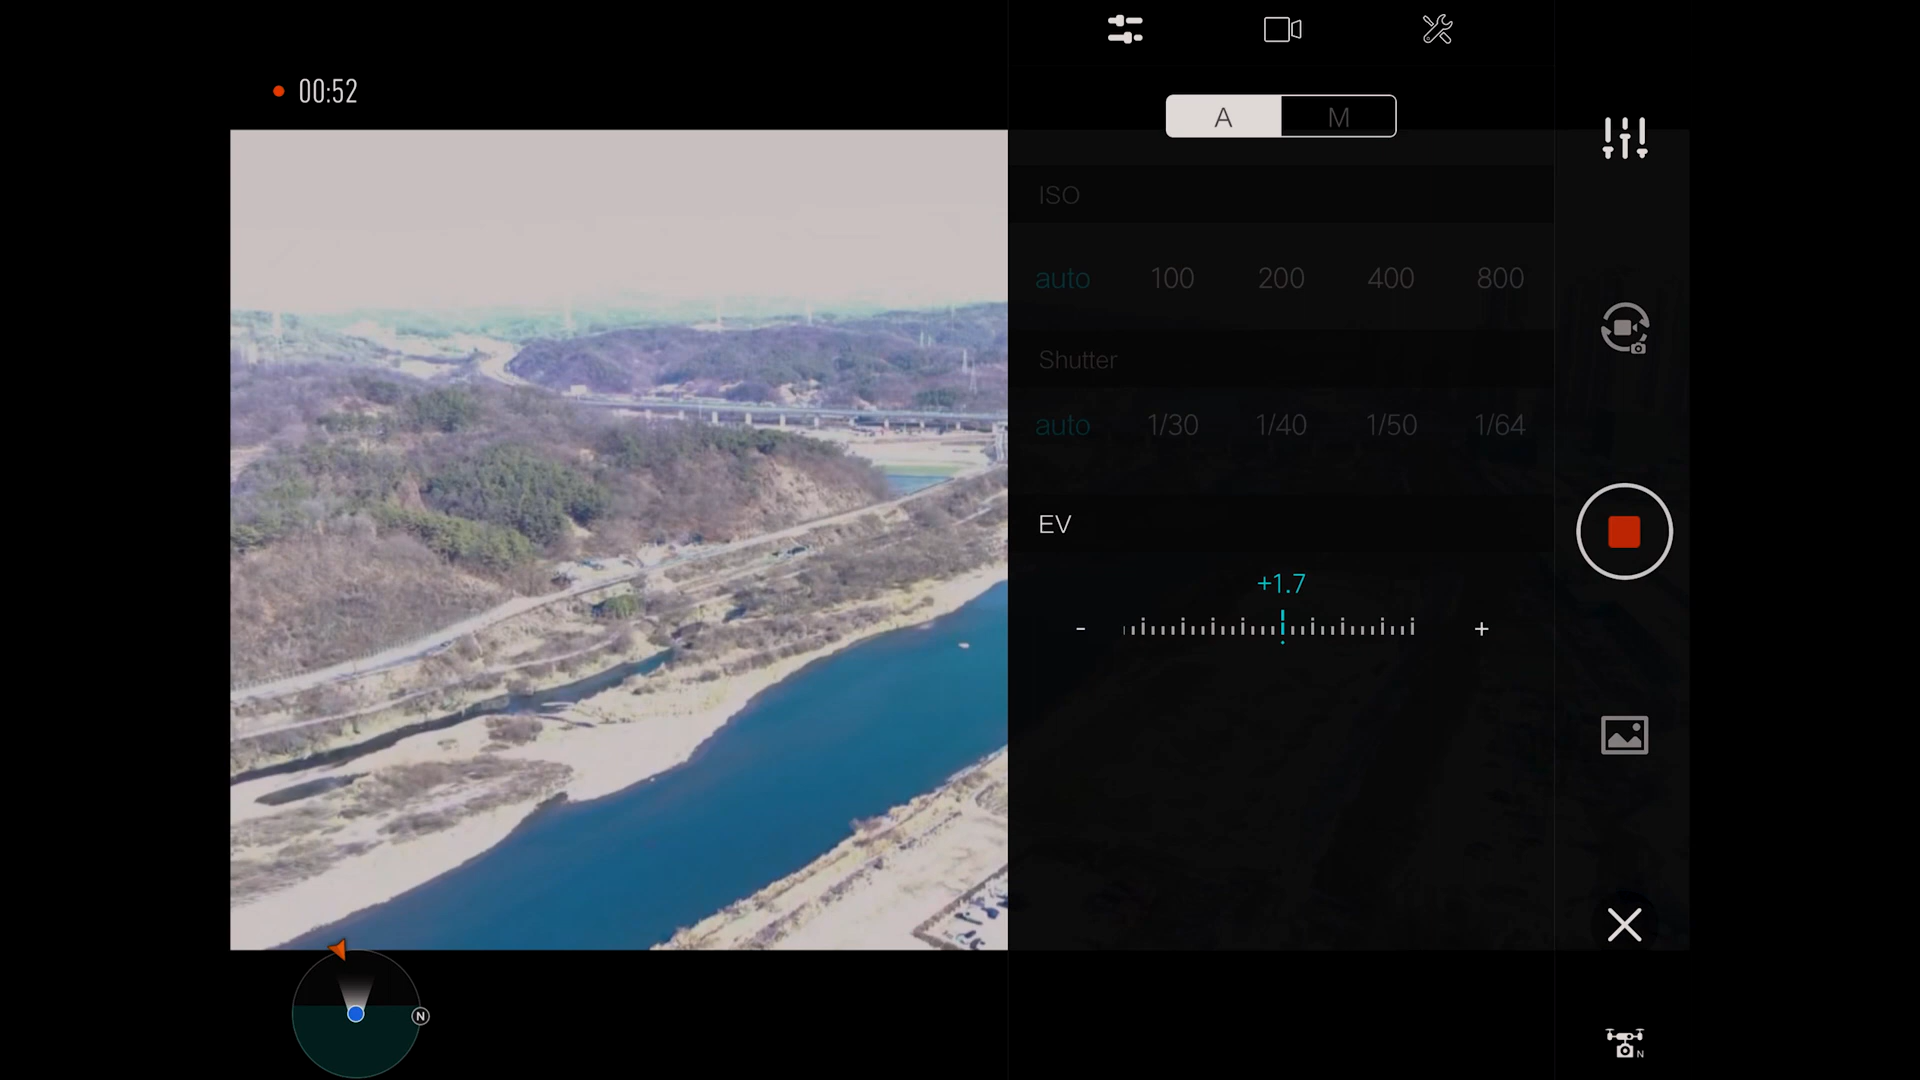 00:52
A M
ISO
auto 100 200 400 800
Shutter
auto 1/30 1/40 1/50 1/64
EV
+1.7
- +
N
N